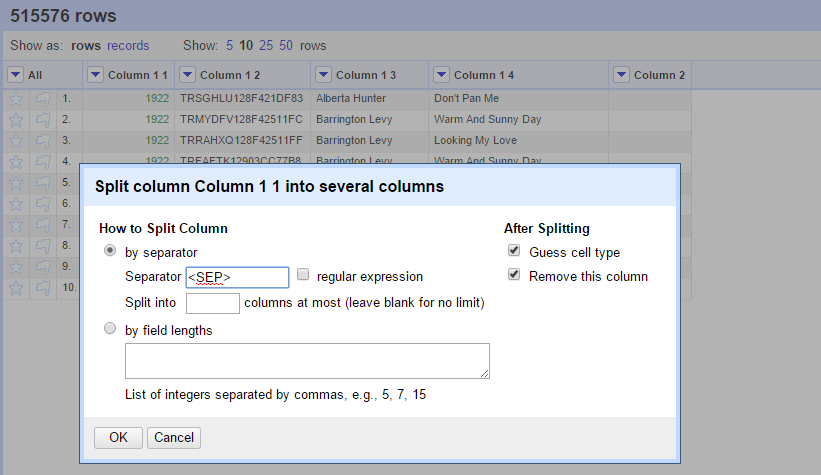 515576 rows
Show as: rows records Show: 5 10 25 50 rows
All Column 1 1 Column 1 2 Column 1 3 Column 1 4 Column 2
1. 1922 TRSGHLU128F421DF83 Alberta Hunter Don't Pan Me
2. 1922 TRMYDFV128F42511FC Barrington Levy Warm And Sunny Day
3. 1922 TRRAHXQ128F42511FF Barrington Levy Looking My Love
4. 1922 TRFAFTK12903CC77B8 Barrington Levy Warm And Sunny Day
5.
6.
7.
8.
9.
10.
Split column Column 1 1 into several columns
How to Split Column After Splitting
by separator Guess cell type
Separator <SEP> regular expression Remove this column
Split into columns at most (leave blank for no limit)
by field lengths
List of integers separated by commas, e.g., 5, 7, 15
OK Cancel